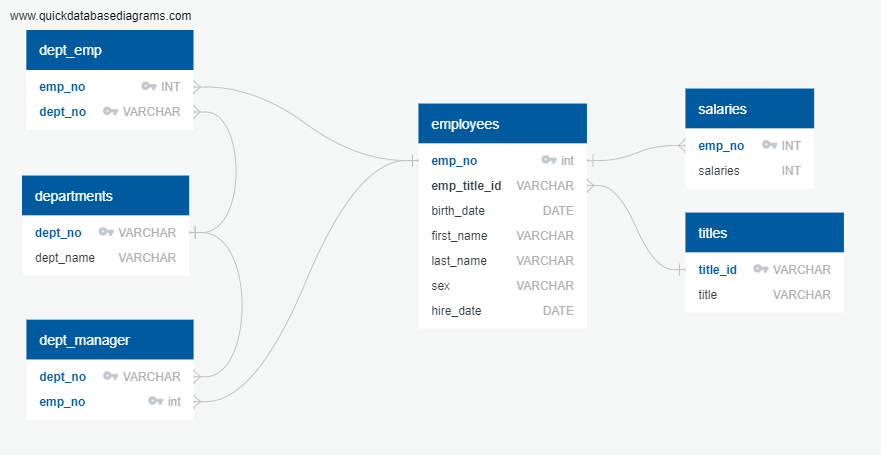 www.quickdatabasediagrams.com
dept_emp
emp_no INT
dept_no VARCHAR
departments
dept_no VARCHAR
dept_name VARCHAR
dept_manager
dept_no VARCHAR
emp_no int
employees
emp_no int
emp_title_id VARCHAR
birth_date DATE
first_name VARCHAR
last_name VARCHAR
sex VARCHAR
hire_date DATE
salaries
emp_no INT
salaries INT
titles
title_id VARCHAR
title VARCHAR